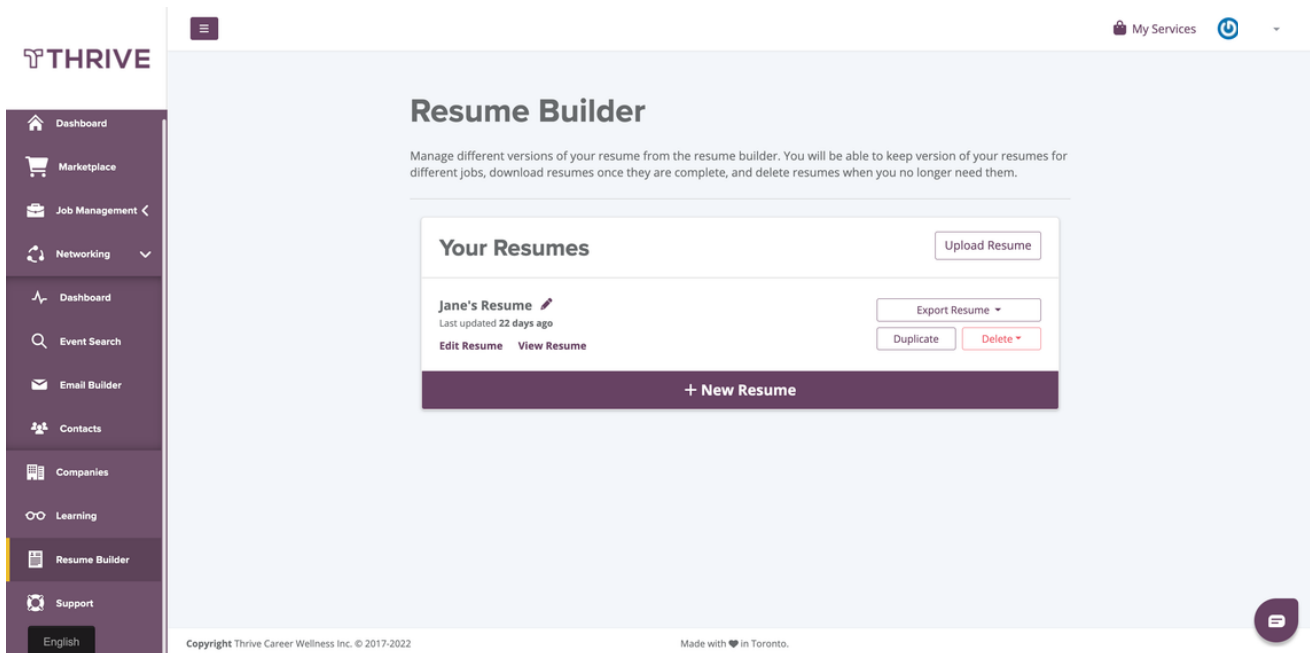 THRIVE
My Services
Dashboard
Marketplace
Job Management
Networking
Dashboard
Event Search
Email Builder
Contacts
Companies
Learning
Resume Builder
Support
English
Resume Builder
Manage different versions of your resume from the resume builder. You will be able to keep version of your resumes for
different jobs, download resumes once they are complete, and delete resumes when you no longer need them.
Your Resumes
Upload Resume
Jane's Resume
Last updated 22 days ago
Edit Resume View Resume
Export Resume
Duplicate
Delete
+ New Resume
Copyright Thrive Career Wellness Inc. © 2017-2022
Made with ♥ in Toronto.